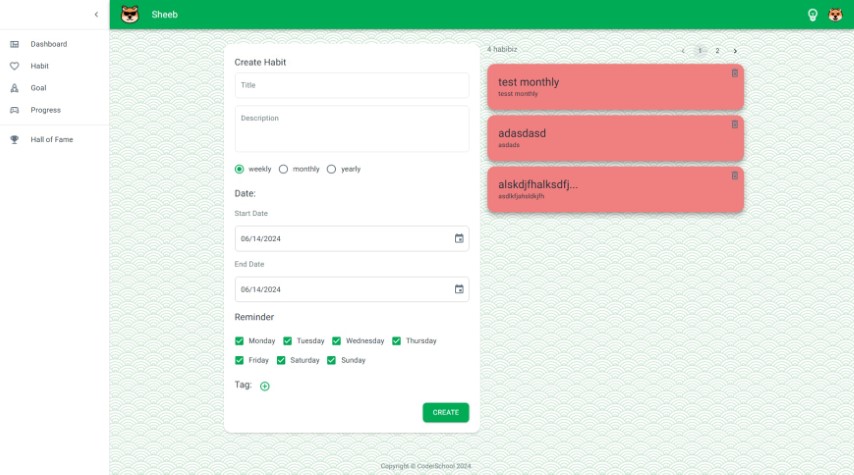 Sheeb
Dashboard
Habit
Goal
Progress
Hall of Fame
Create Habit
Title
Description
weekly monthly yearly
Date:
Start Date
06/14/2024
End Date
06/14/2024
Reminder
Monday Tuesday Wednesday Thursday
Friday Saturday Sunday
Tag:
CREATE
4 habibiz
1 2
test monthly
tesst monthly
adasdasd
asdads
alskdjfhalksdfj...
Copyright © CoderSchool 2024.